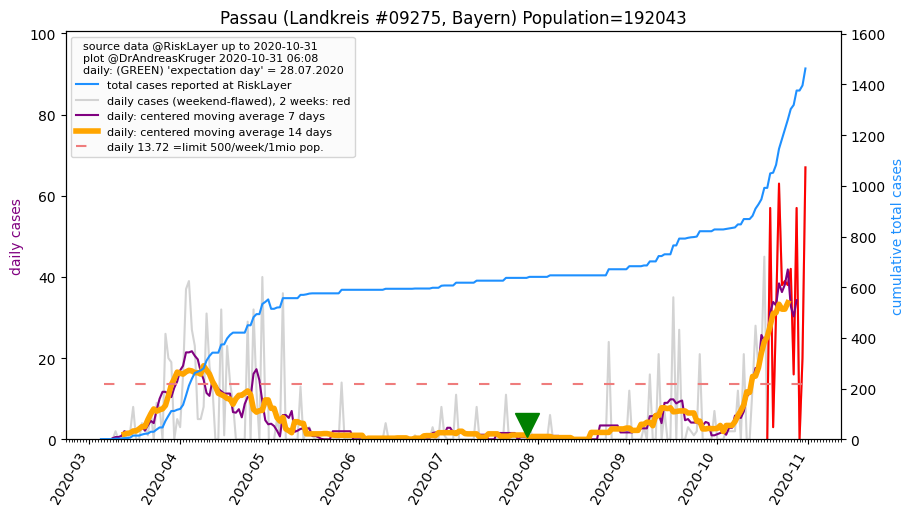 Passau (Landkreis #09275, Bayern) Population=192043
source data @RiskLayer up to 2020-10-31
plot @DrAndreasKruger 2020-10-31 06:08
daily: (GREEN) 'expectation day' = 28.07.2020
total cases reported at RiskLayer
daily cases (weekend-flawed), 2 weeks: red
daily: centered moving average 7 days
daily: centered moving average 14 days
daily 13.72 =limit 500/week/1mio pop.
daily cases
100
80
60
40
20
0
cumulative total cases
1600
1400
1200
1000
800
600
400
200
0
2020-03
2020-04
2020-05
2020-06
2020-07
2020-08
2020-09
2020-10
2020-11